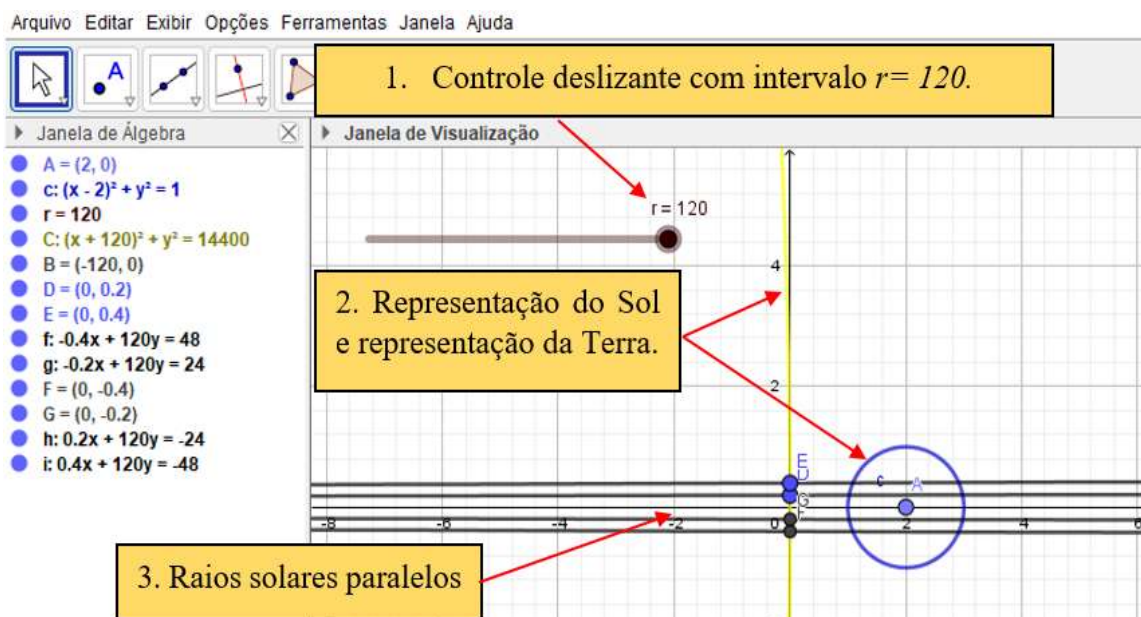 Arquivo Editar Exibir Opções Ferramentas Janela Ajuda
A
1. Controle deslizante com intervalo r= 120.
Janela de Álgebra
Janela de Visualização
A = (2, 0)
c: (x - 2)² + y² = 1
r = 120
C: (x + 120)² + y² = 14400
B = (-120, 0)
D = (0, 0.2)
E = (0, 0.4)
f: -0.4x + 120y = 48
g: -0.2x + 120y = 24
F = (0, -0.4)
G = (0, -0.2)
h: 0.2x + 120y = -24
i: 0.4x + 120y = -48
r = 120
4
2. Representação do Sol
e representação da Terra.
2
E
D
c
A
G
-8
-4
-2
0
2
4
6
3. Raios solares paralelos